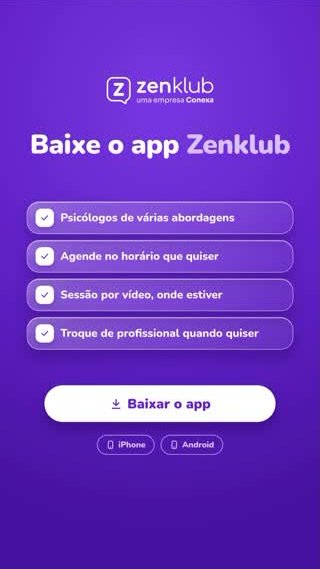 zenklub
uma empresa Conexa
Baixe o app Zenklub
Psicólogos de várias abordagens
Agende no horário que quiser
Sessão por vídeo, onde estiver
Troque de profissional quando quiser
Baixar o app
iPhone
Android